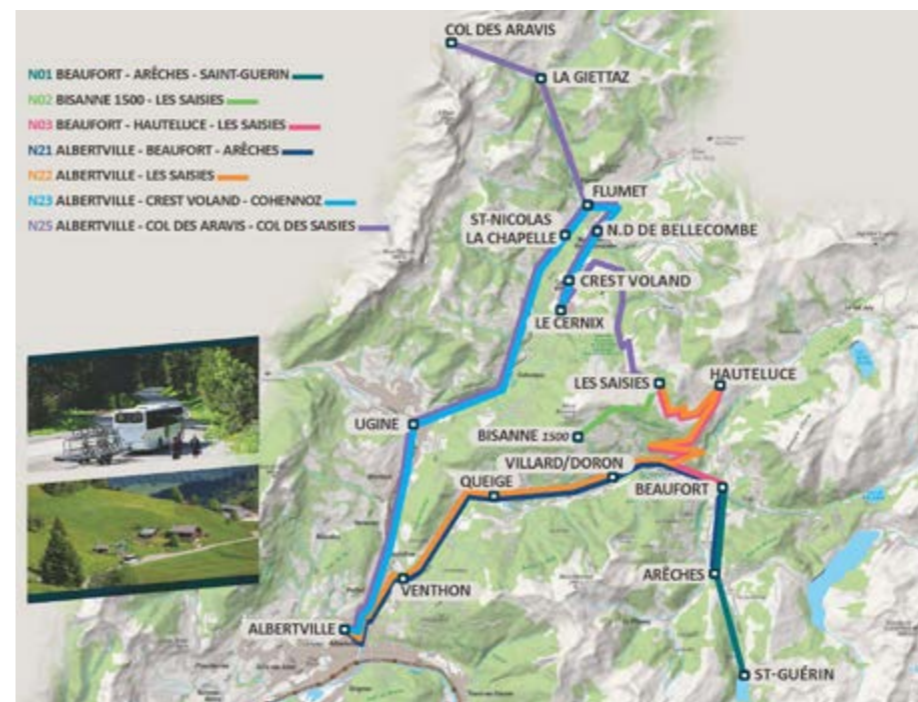 COL DES ARAVIS
LA GIETTAZ
N01 BEAUFORT - ARÊCHES - SAINT-GUERIN
N02 BISANNE 1500 - LES SAISIES
N03 BEAUFORT - HAUTELUCE - LES SAISIES
N21 ALBERTVILLE - BEAUFORT - ARÊCHES
N22 ALBERTVILLE - LES SAISIES
N23 ALBERTVILLE - CREST VOLAND - COHENNOZ
N25 ALBERTVILLE - COL DES ARAVIS - COL DES SAISIES
FLUMET
ST-NICOLAS
LA CHAPELLE
N.D DE BELLECOMBE
CREST VOLAND
LE CERNIX
LES SAISIES
HAUTELUCE
UGINE
BISANNE 1500
VILLARD/DORON
QUEIGE
BEAUFORT
ARÊCHES
VENTHON
ALBERTVILLE
ST-GUÉRIN